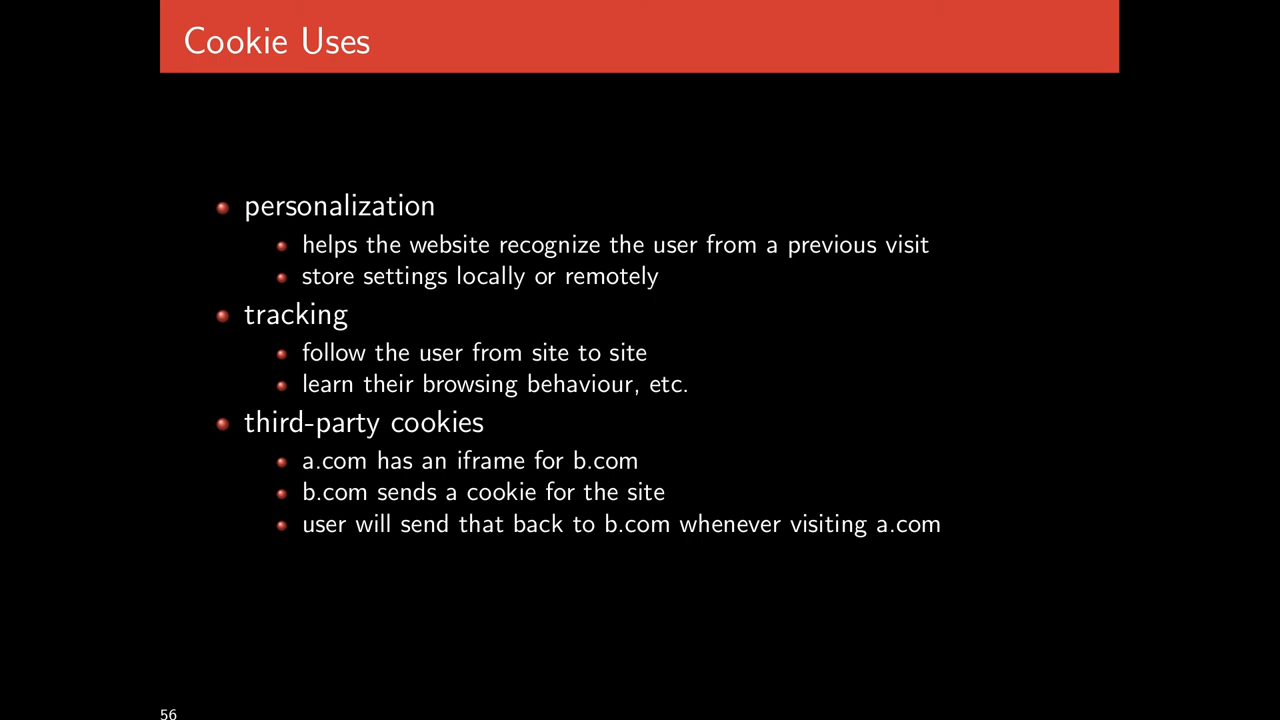 Cookie Uses
personalization
helps the website recognize the user from a previous visit
store settings locally or remotely
tracking
follow the user from site to site
learn their browsing behaviour, etc.
third-party cookies
a.com has an iframe for b.com
b.com sends a cookie for the site
user will send that back to b.com whenever visiting a.com
56